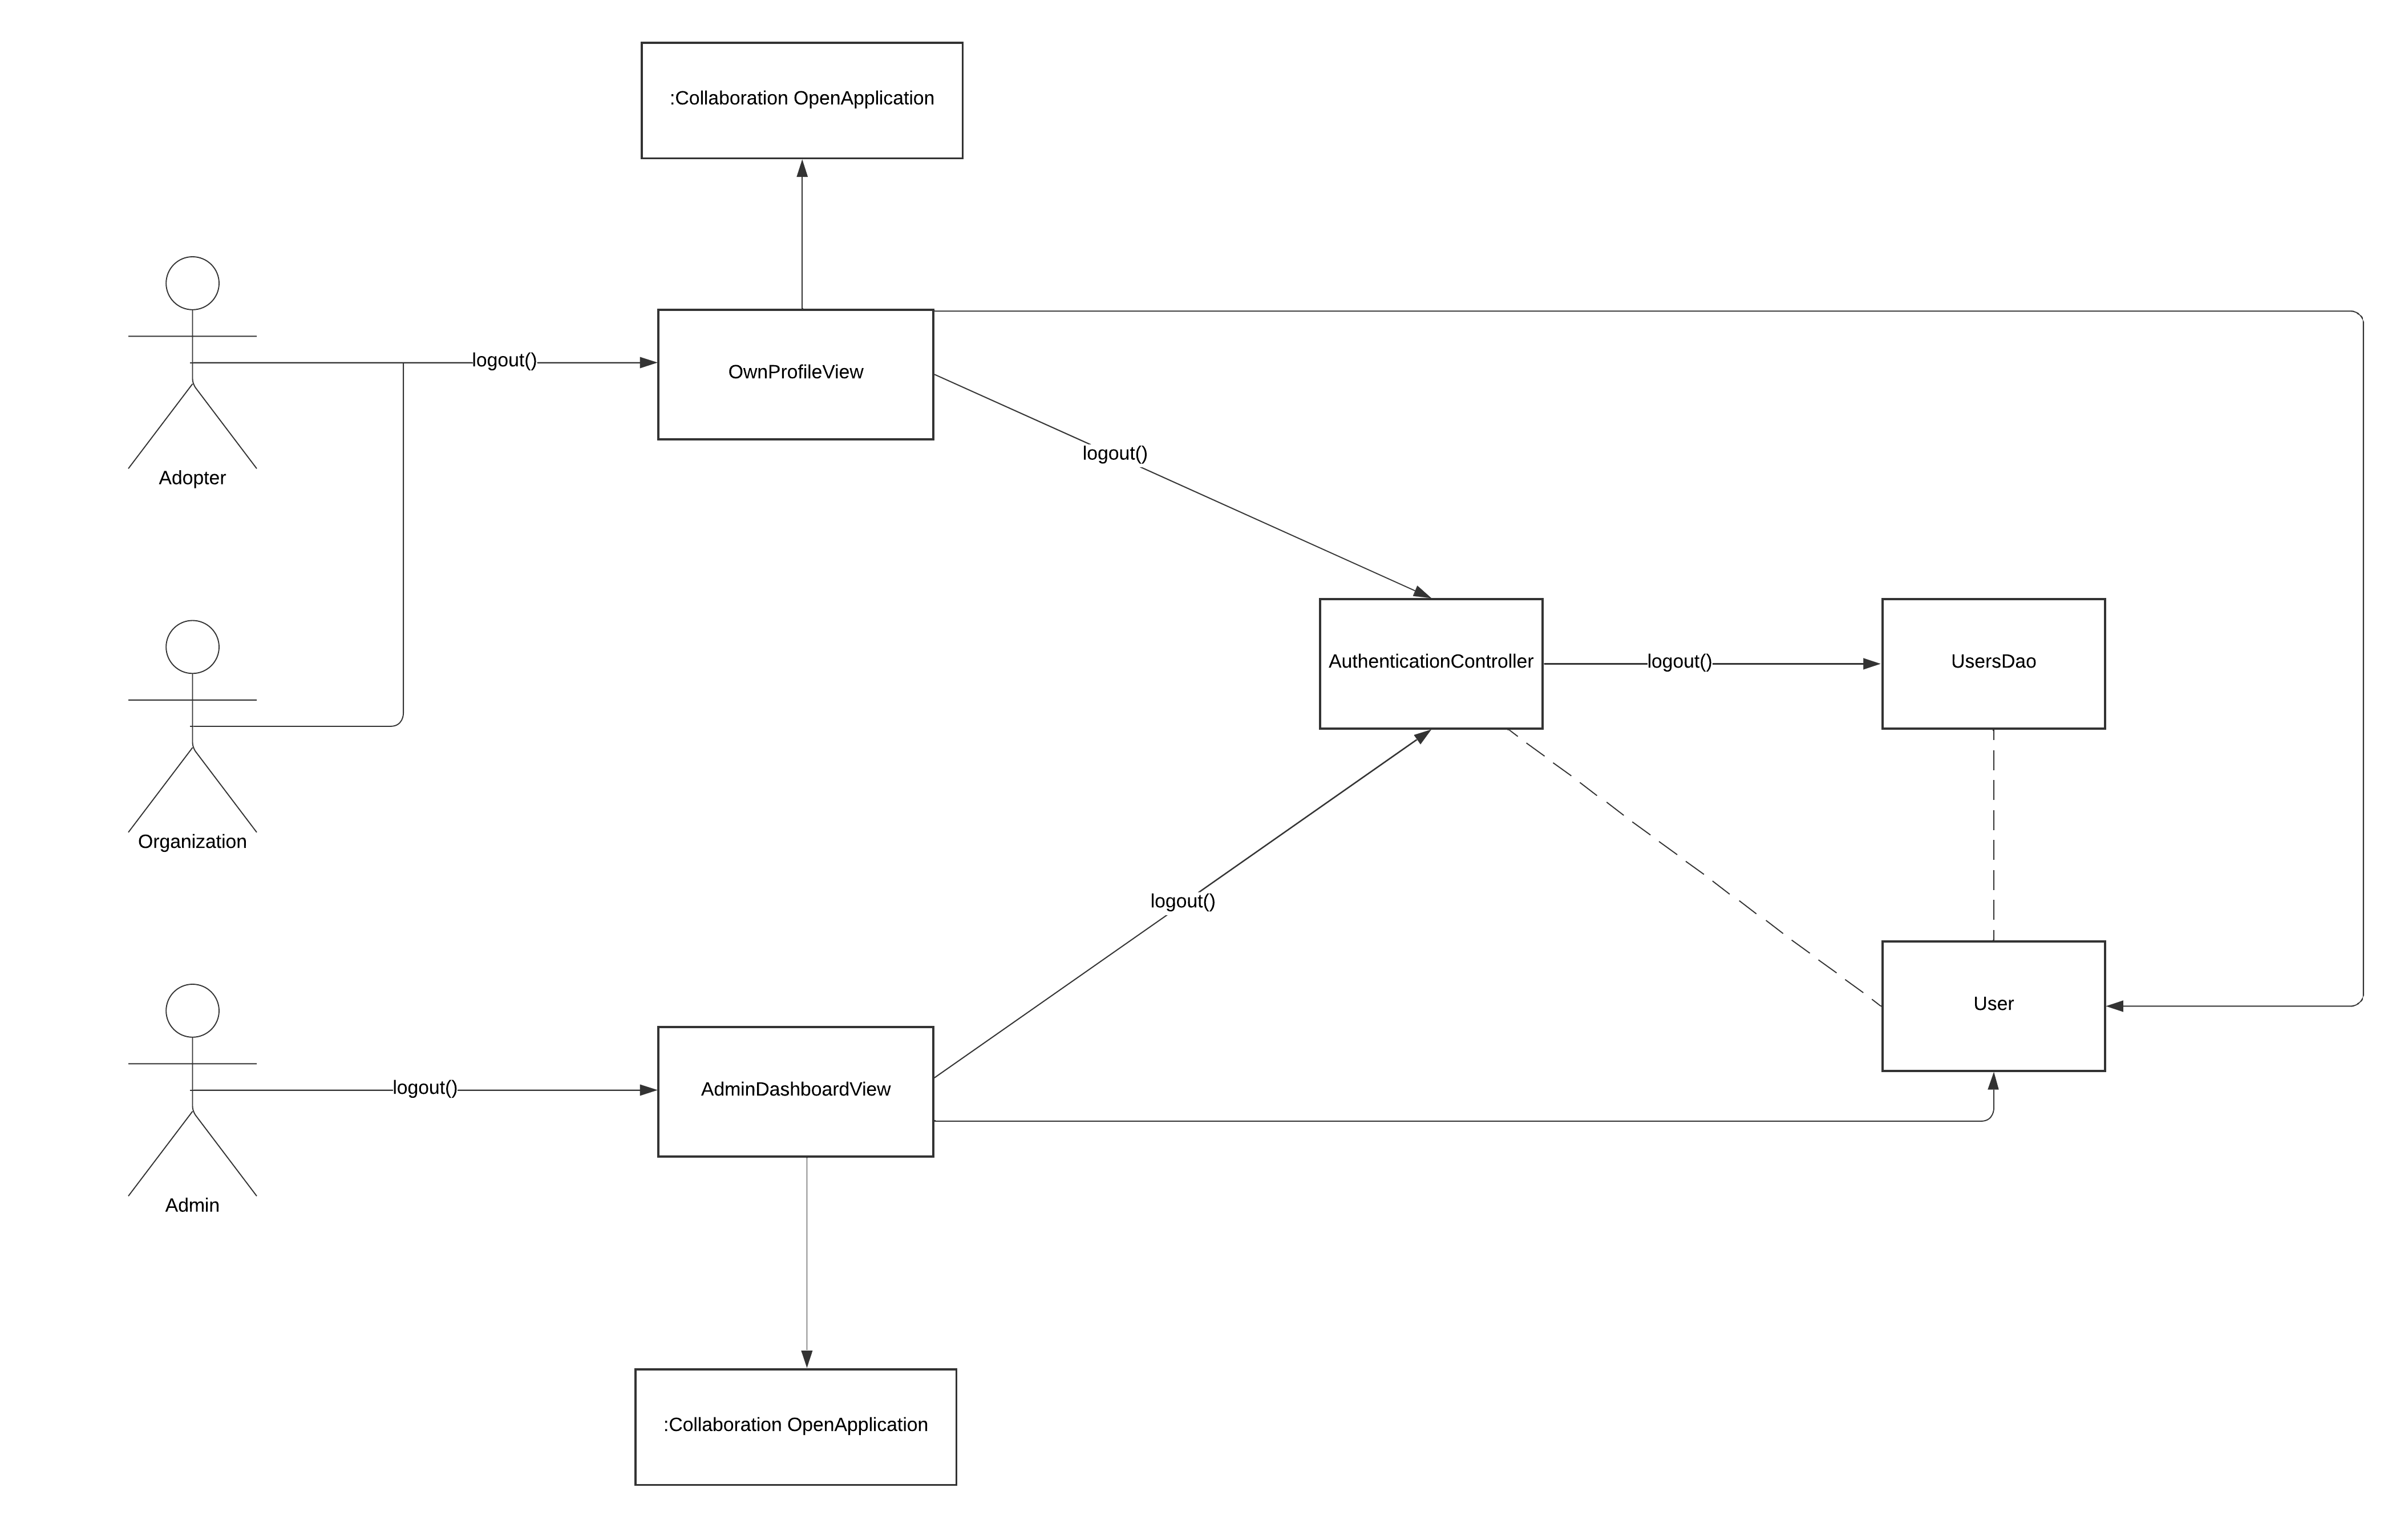 :Collaboration OpenApplication
logout()
OwnProfileView
logout()
Adopter
AuthenticationController
logout()
UsersDao
Organization
logout()
User
logout()
AdminDashboardView
Admin
:Collaboration OpenApplication